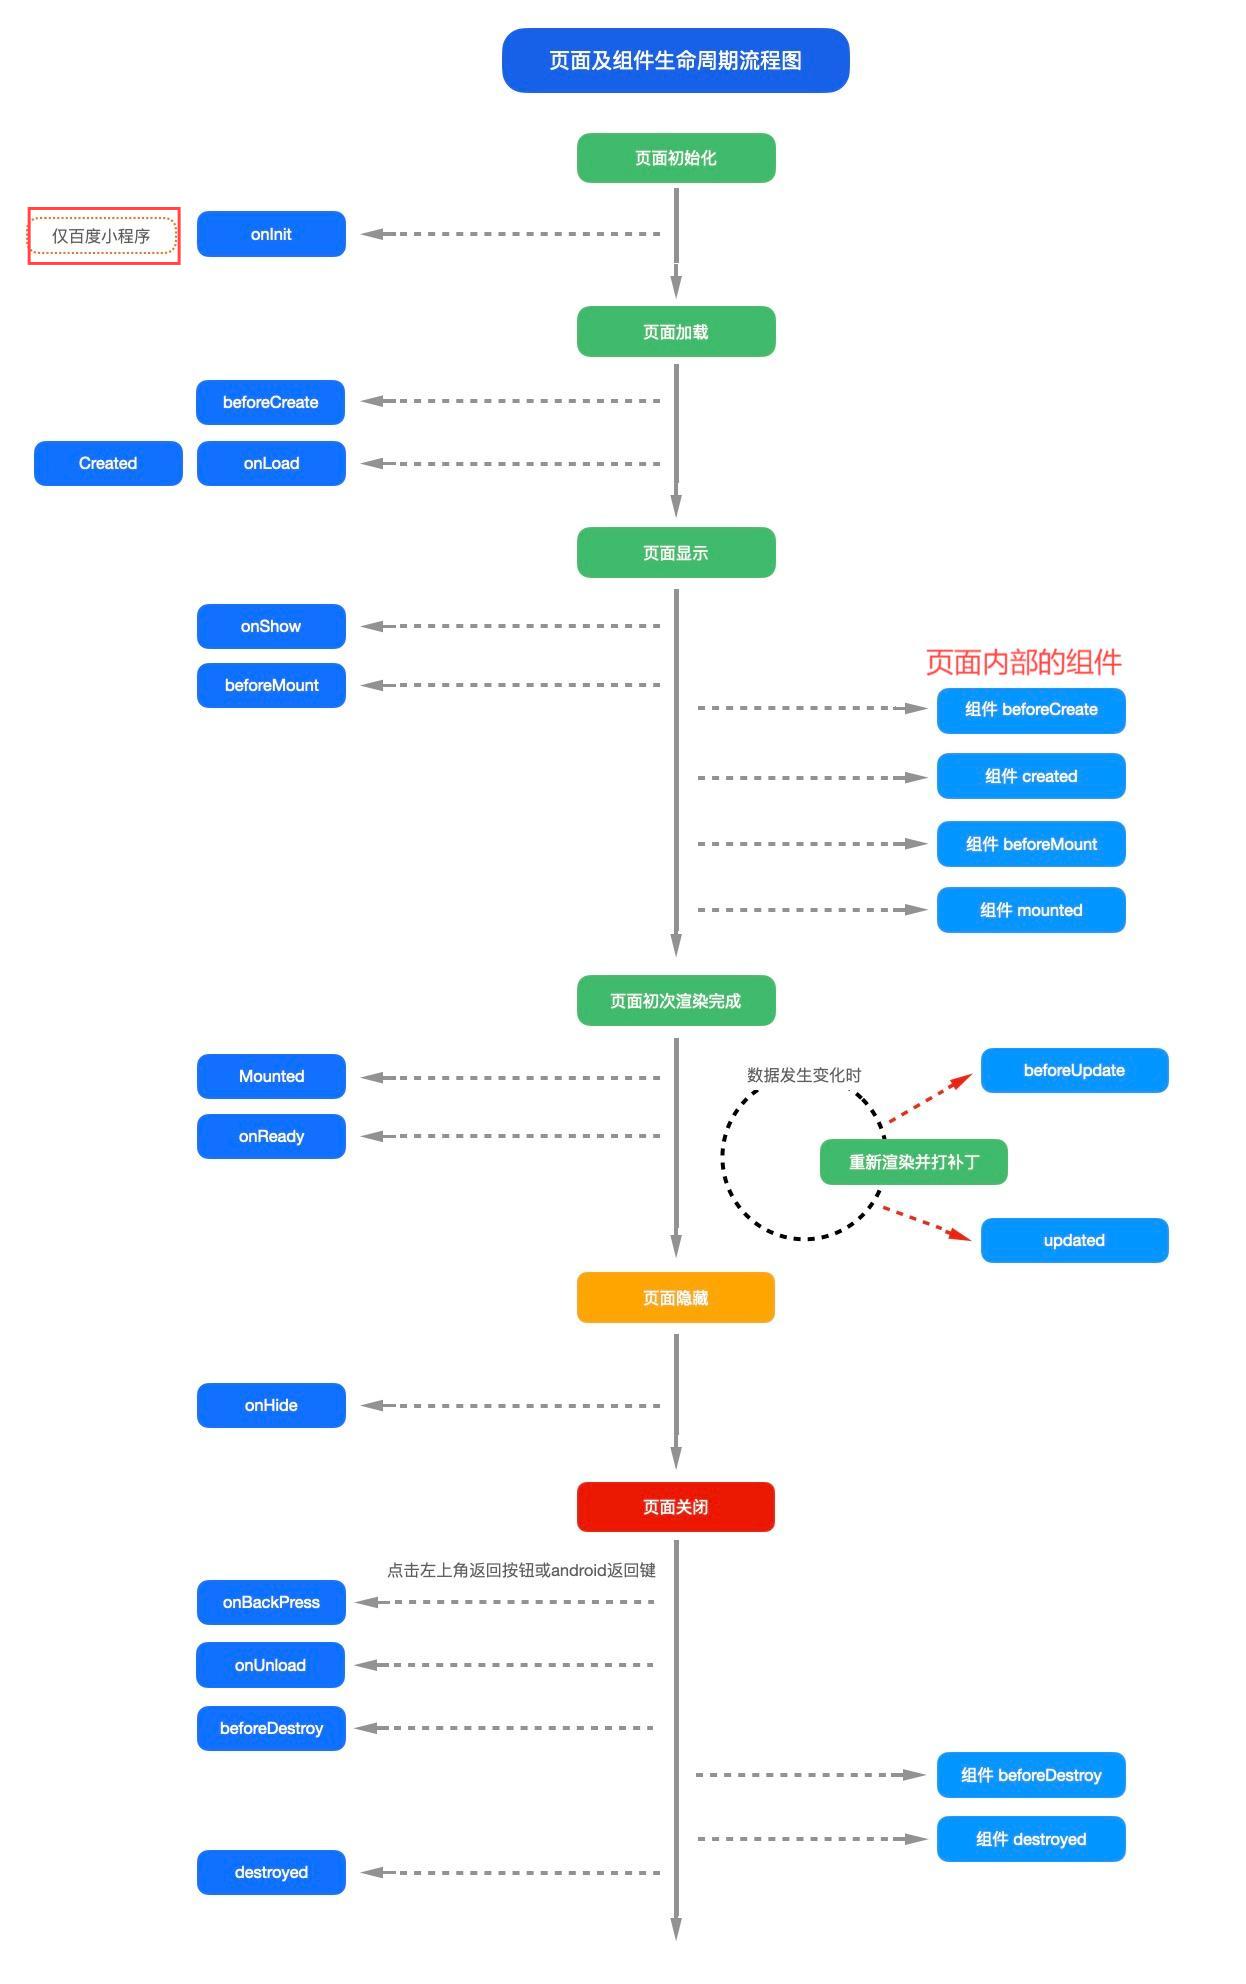 页面及组件生命周期流程图
页面初始化
仅百度小程序
onInit
页面加载
beforeCreate
Created
onLoad
页面显示
onShow
页面内部的组件
beforeMount
组件 beforeCreate
组件 created
组件 beforeMount
组件 mounted
页面初次渲染完成
Mounted
数据发生变化时
beforeUpdate
onReady
重新渲染并打补丁
updated
页面隐藏
onHide
页面关闭
点击左上角返回按钮或android返回键
onBackPress
onUnload
beforeDestroy
组件 beforeDestroy
组件 destroyed
destroyed